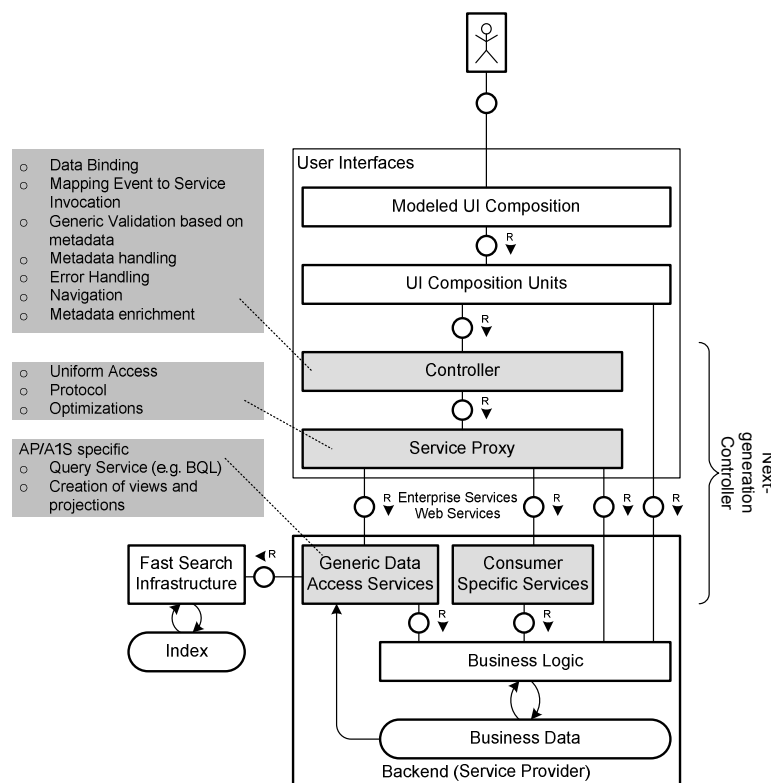 ○ Data Binding
○ Mapping Event to Service
Invocation
○ Generic Validation based on
metadata
○ Metadata handling
○ Error Handling
○ Navigation
○ Metadata enrichment
○ Uniform Access
○ Protocol
○ Optimizations
AP/A1S specific
○ Query Service (e.g. BQL)
○ Creation of views and
projections
User Interfaces
Modeled UI Composition
R
UI Composition Units
R
Controller
R
Service Proxy
R
Enterprise Services
Web Services
R
R
R
Next-
generation
Controller
Fast Search
Infrastructure
R
Generic Data
Access Services
Consumer
Specific Services
R
R
Index
Business Logic
Business Data
Backend (Service Provider)